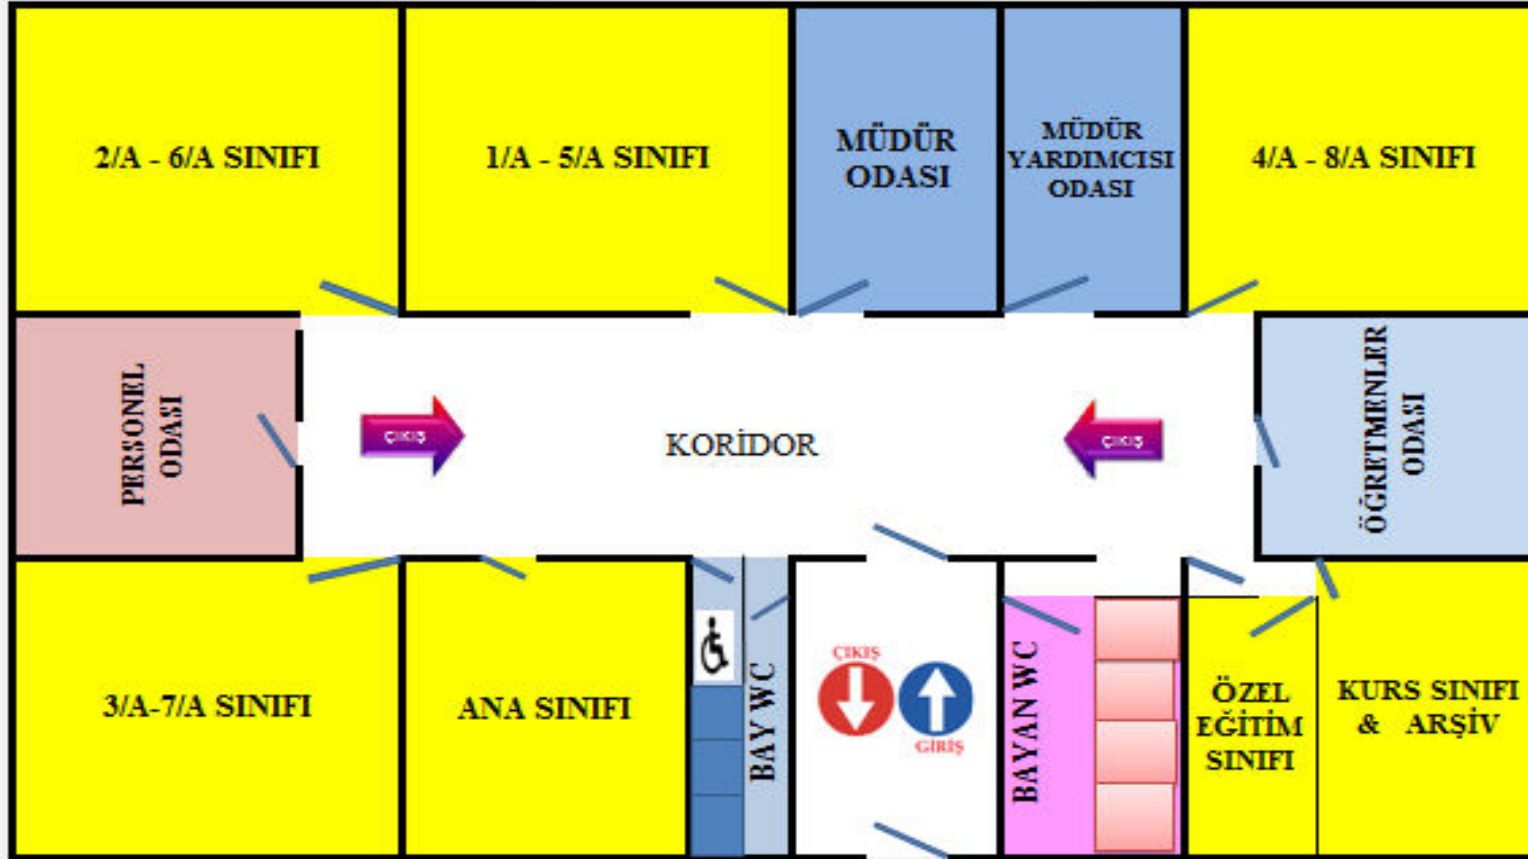 2/A - 6/A SINIFI
1/A - 5/A SINIFI
MÜDÜR
ODASI
MÜDÜR
YARDIMCISI
ODASI
4/A - 8/A SINIFI
PERSONEL
ODASI
ÇIKIŞ
KORİDOR
ÇIKIŞ
ÖĞRETMENLER
ODASI
3/A-7/A SINIFI
ANA SINIFI
BAY WC
ÇIKIŞ
GİRİŞ
BAYAN WC
ÖZEL
EĞİTİM
SINIFI
KURS SINIFI
& ARŞİV